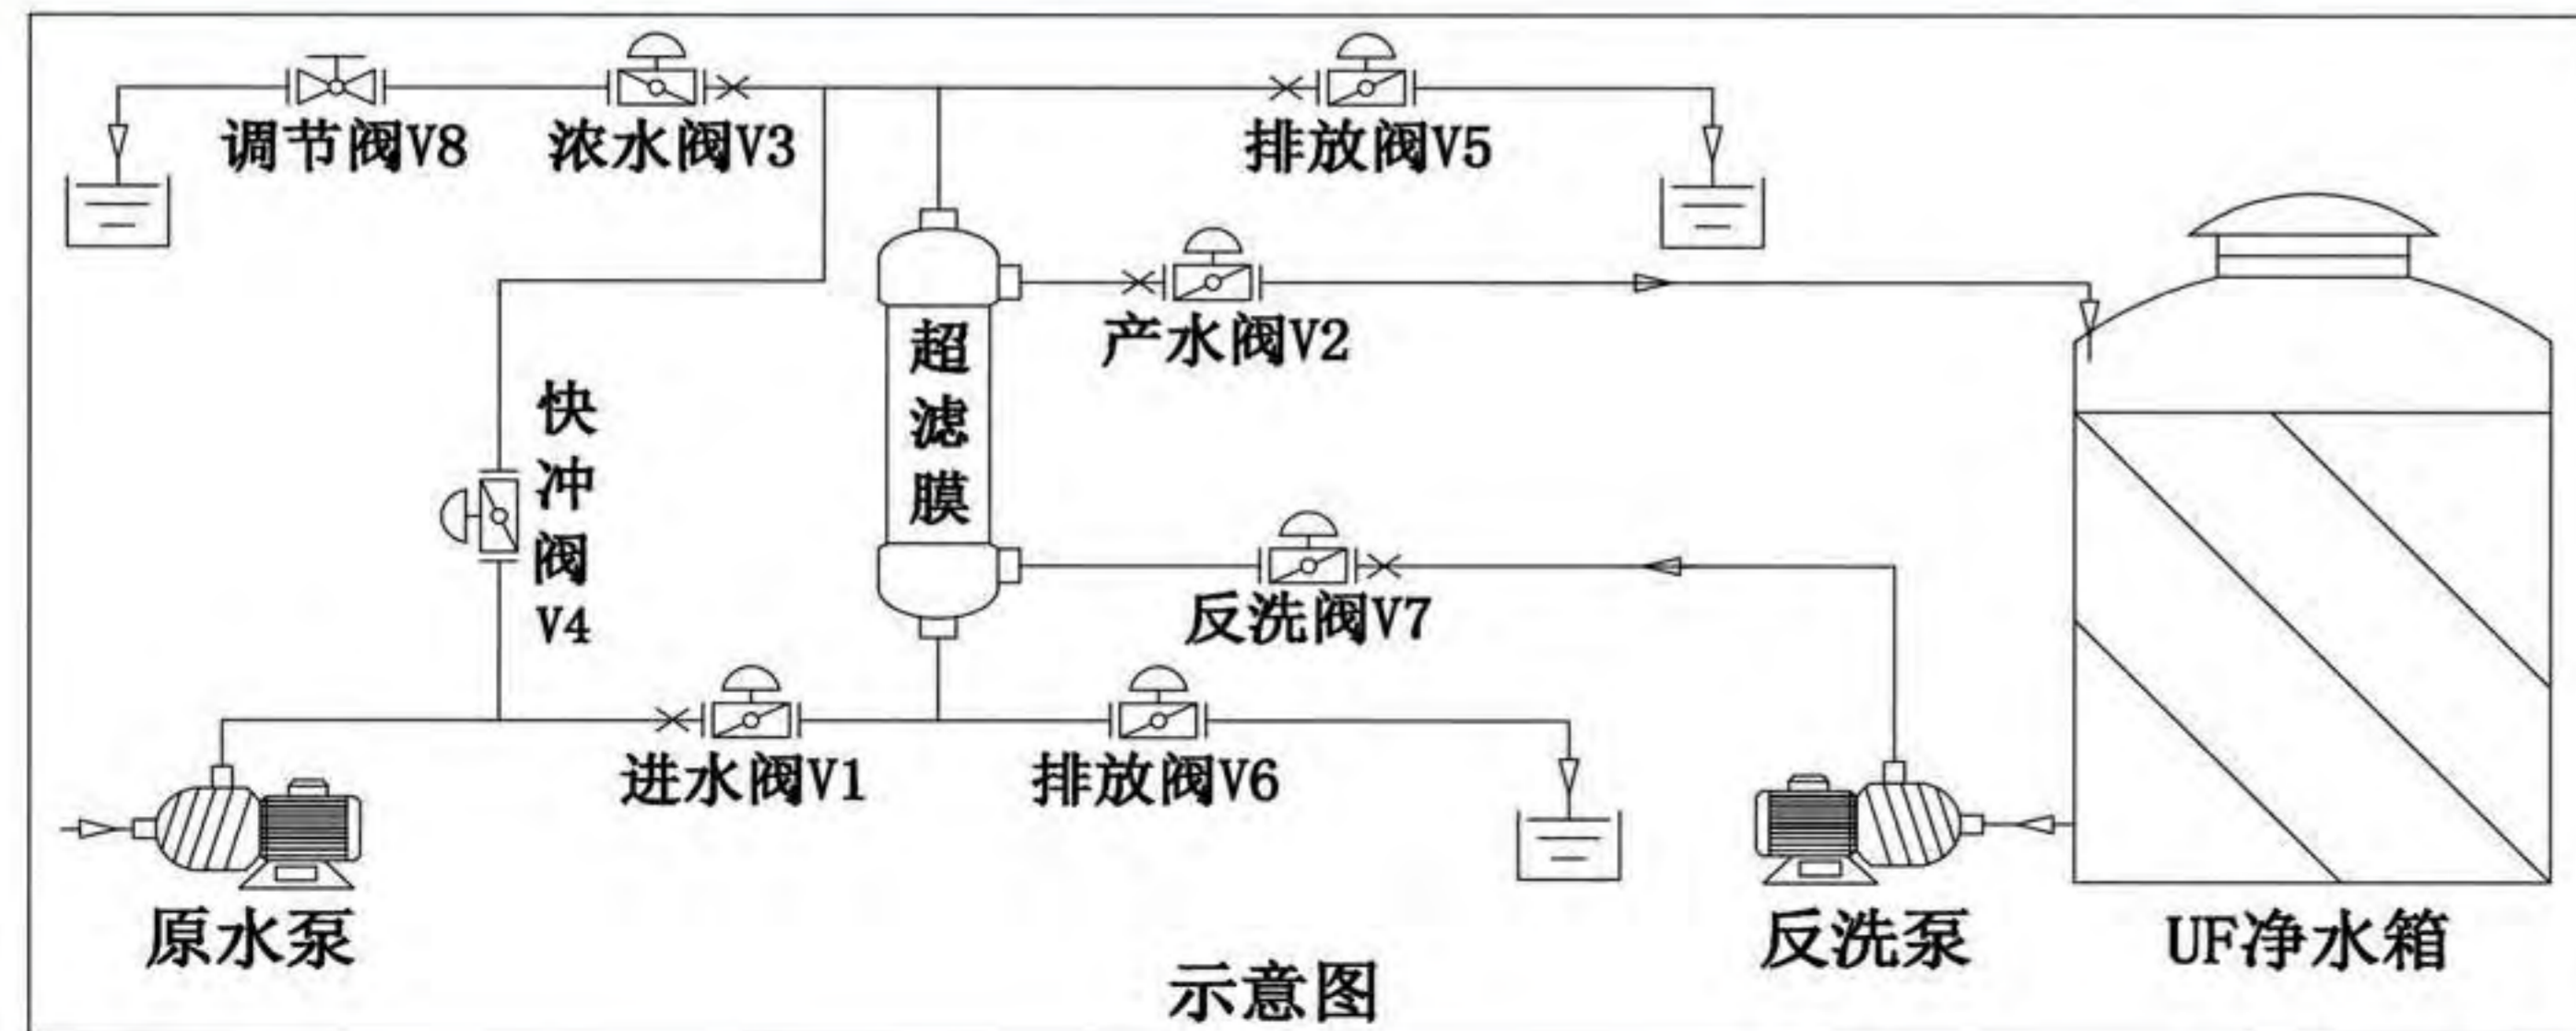 调节阀V8
浓水阀V3
排放阀V5
产水阀V2
超滤膜
快冲阀V4
反洗阀V7
进水阀V1
排放阀V6
原水泵
反洗泵
UF净水箱
示意图